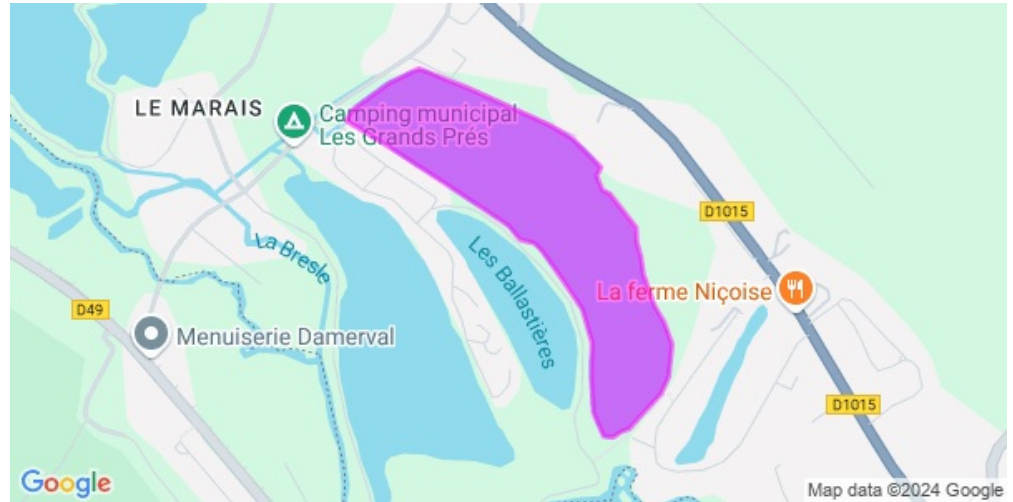 LE MARAIS
Camping municipal
Les Grands Prés
D1015
La Bresle
Les Ballastières
La ferme Niçoise
D49
Menuiserie Damerval
D1015
Google
Map data ©2024 Google